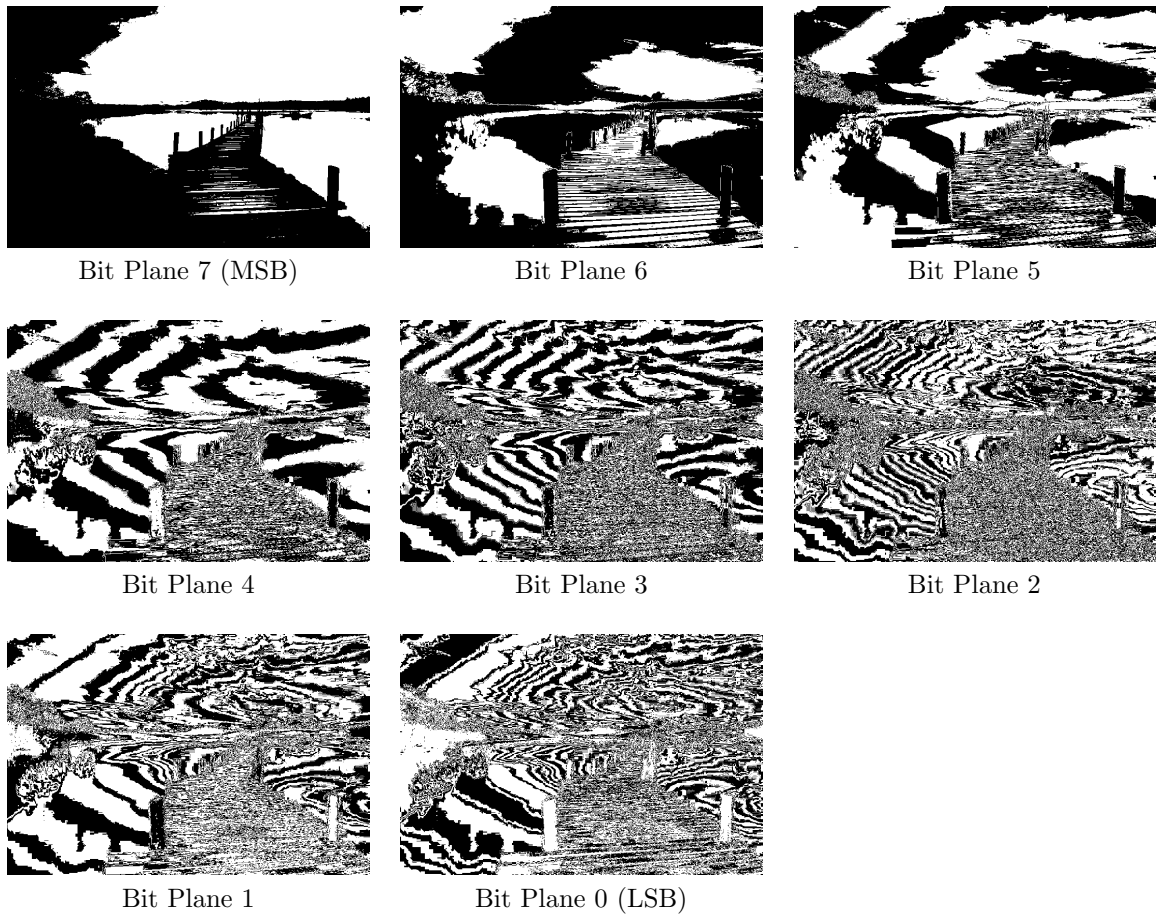 Bit Plane 7 (MSB)
Bit Plane 6
Bit Plane 5
Bit Plane 4
Bit Plane 3
Bit Plane 2
Bit Plane 1
Bit Plane 0 (LSB)